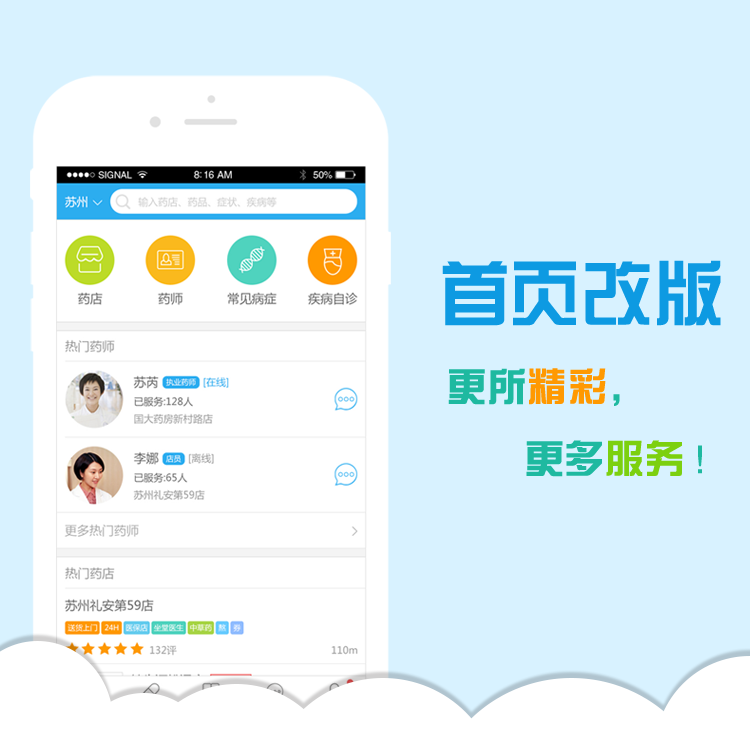 SIGNAL 8:16 AM 50%
苏州 输入药店、药品、症状、疾病等
药店 药师 常见病症 疾病自诊
热门药师
苏芮 执业药师 [在线]
已服务:128人
国大药房新村路店
李娜 店员 [离线]
已服务:65人
苏州礼安第59店
更多热门药师
热门药店
苏州礼安第59店
送货上门 24H 医保店 坐堂医生 中草药 熬 券
132评 110m
首页改版
更所精彩，
更多服务！